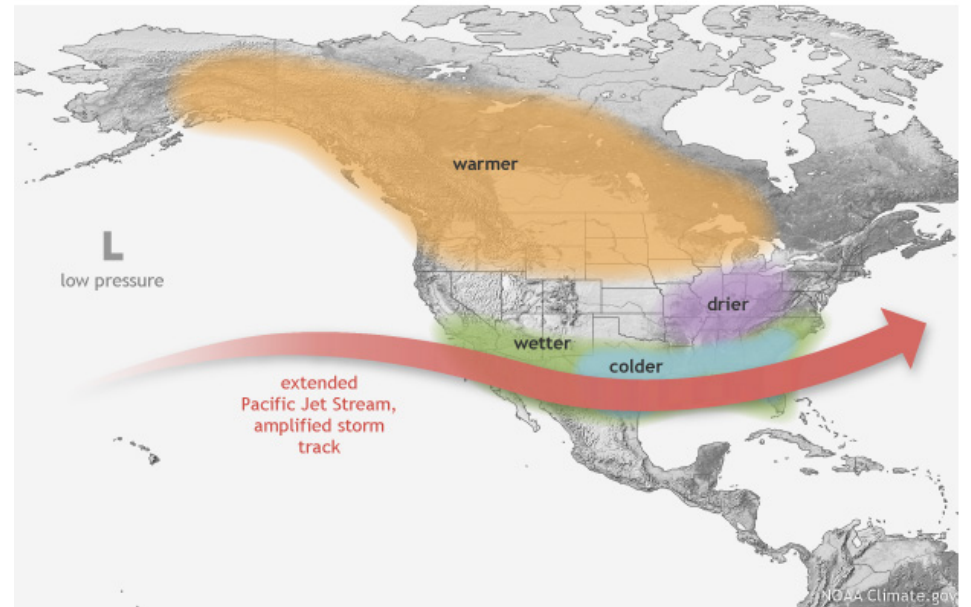 warmer
L
low pressure
drier
wetter
colder
extended
Pacific Jet Stream,
amplified storm
track
NOAA Climate.gov